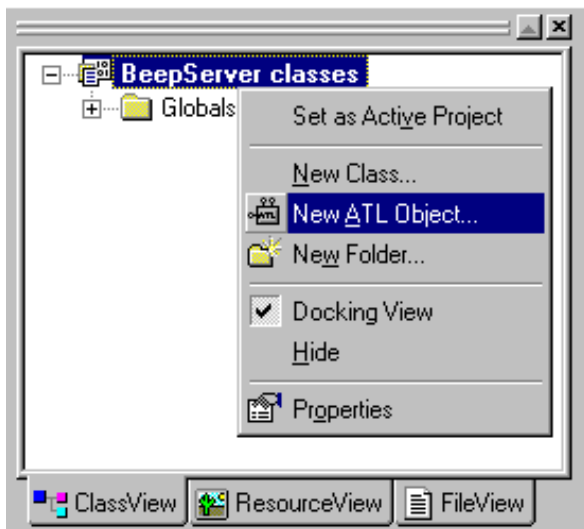 BeepServer classes
Globals
Set as Active Project
New Class...
New ATL Object...
New Folder...
Docking View
Hide
Properties
ClassView ResourceView FileView